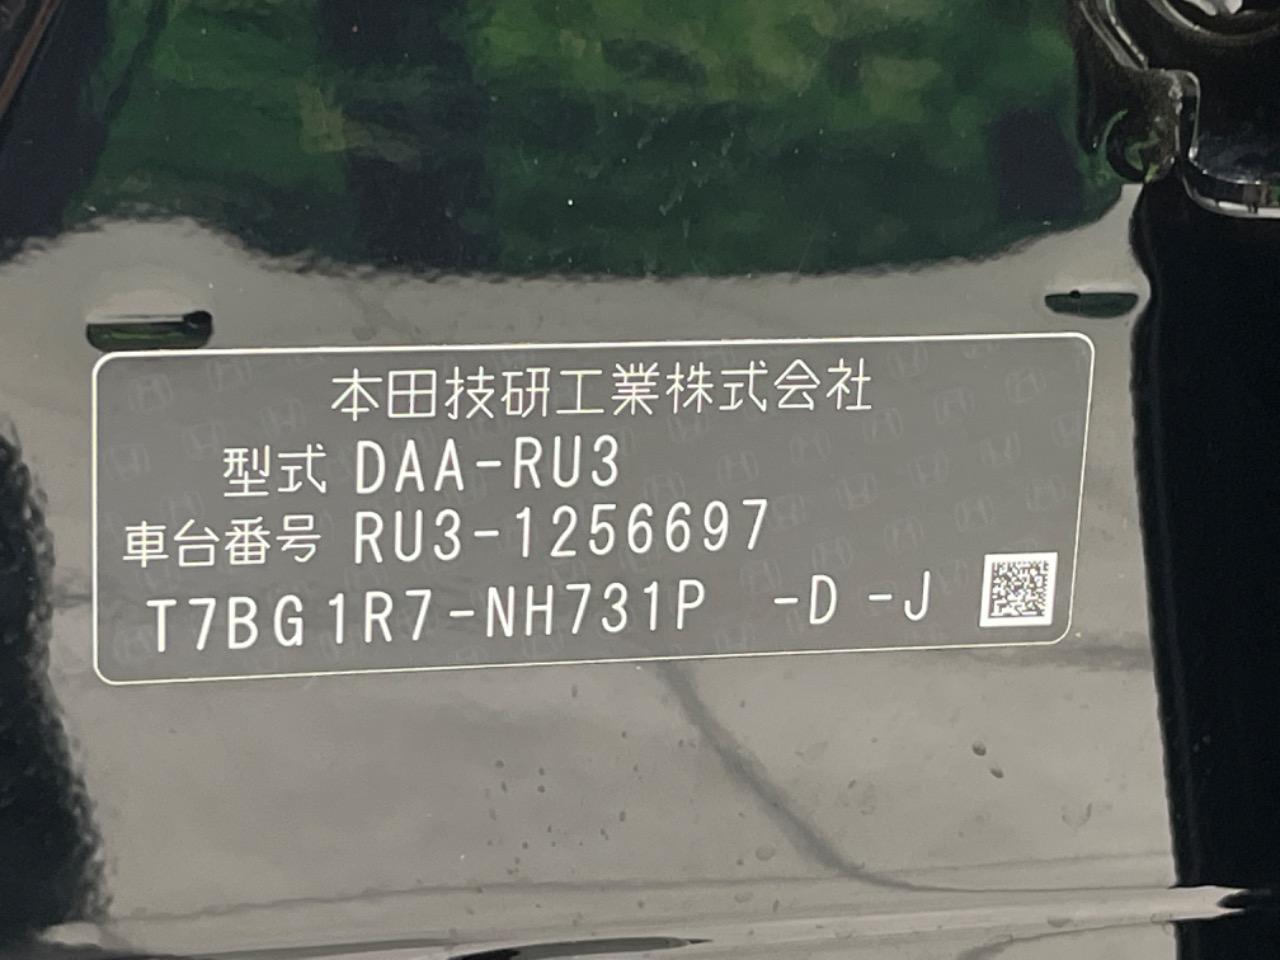 本田技研工業株式会社
型式 DAA-RU3
車台番号 RU3-1256697
T7BG1R7-NH731P -D -J